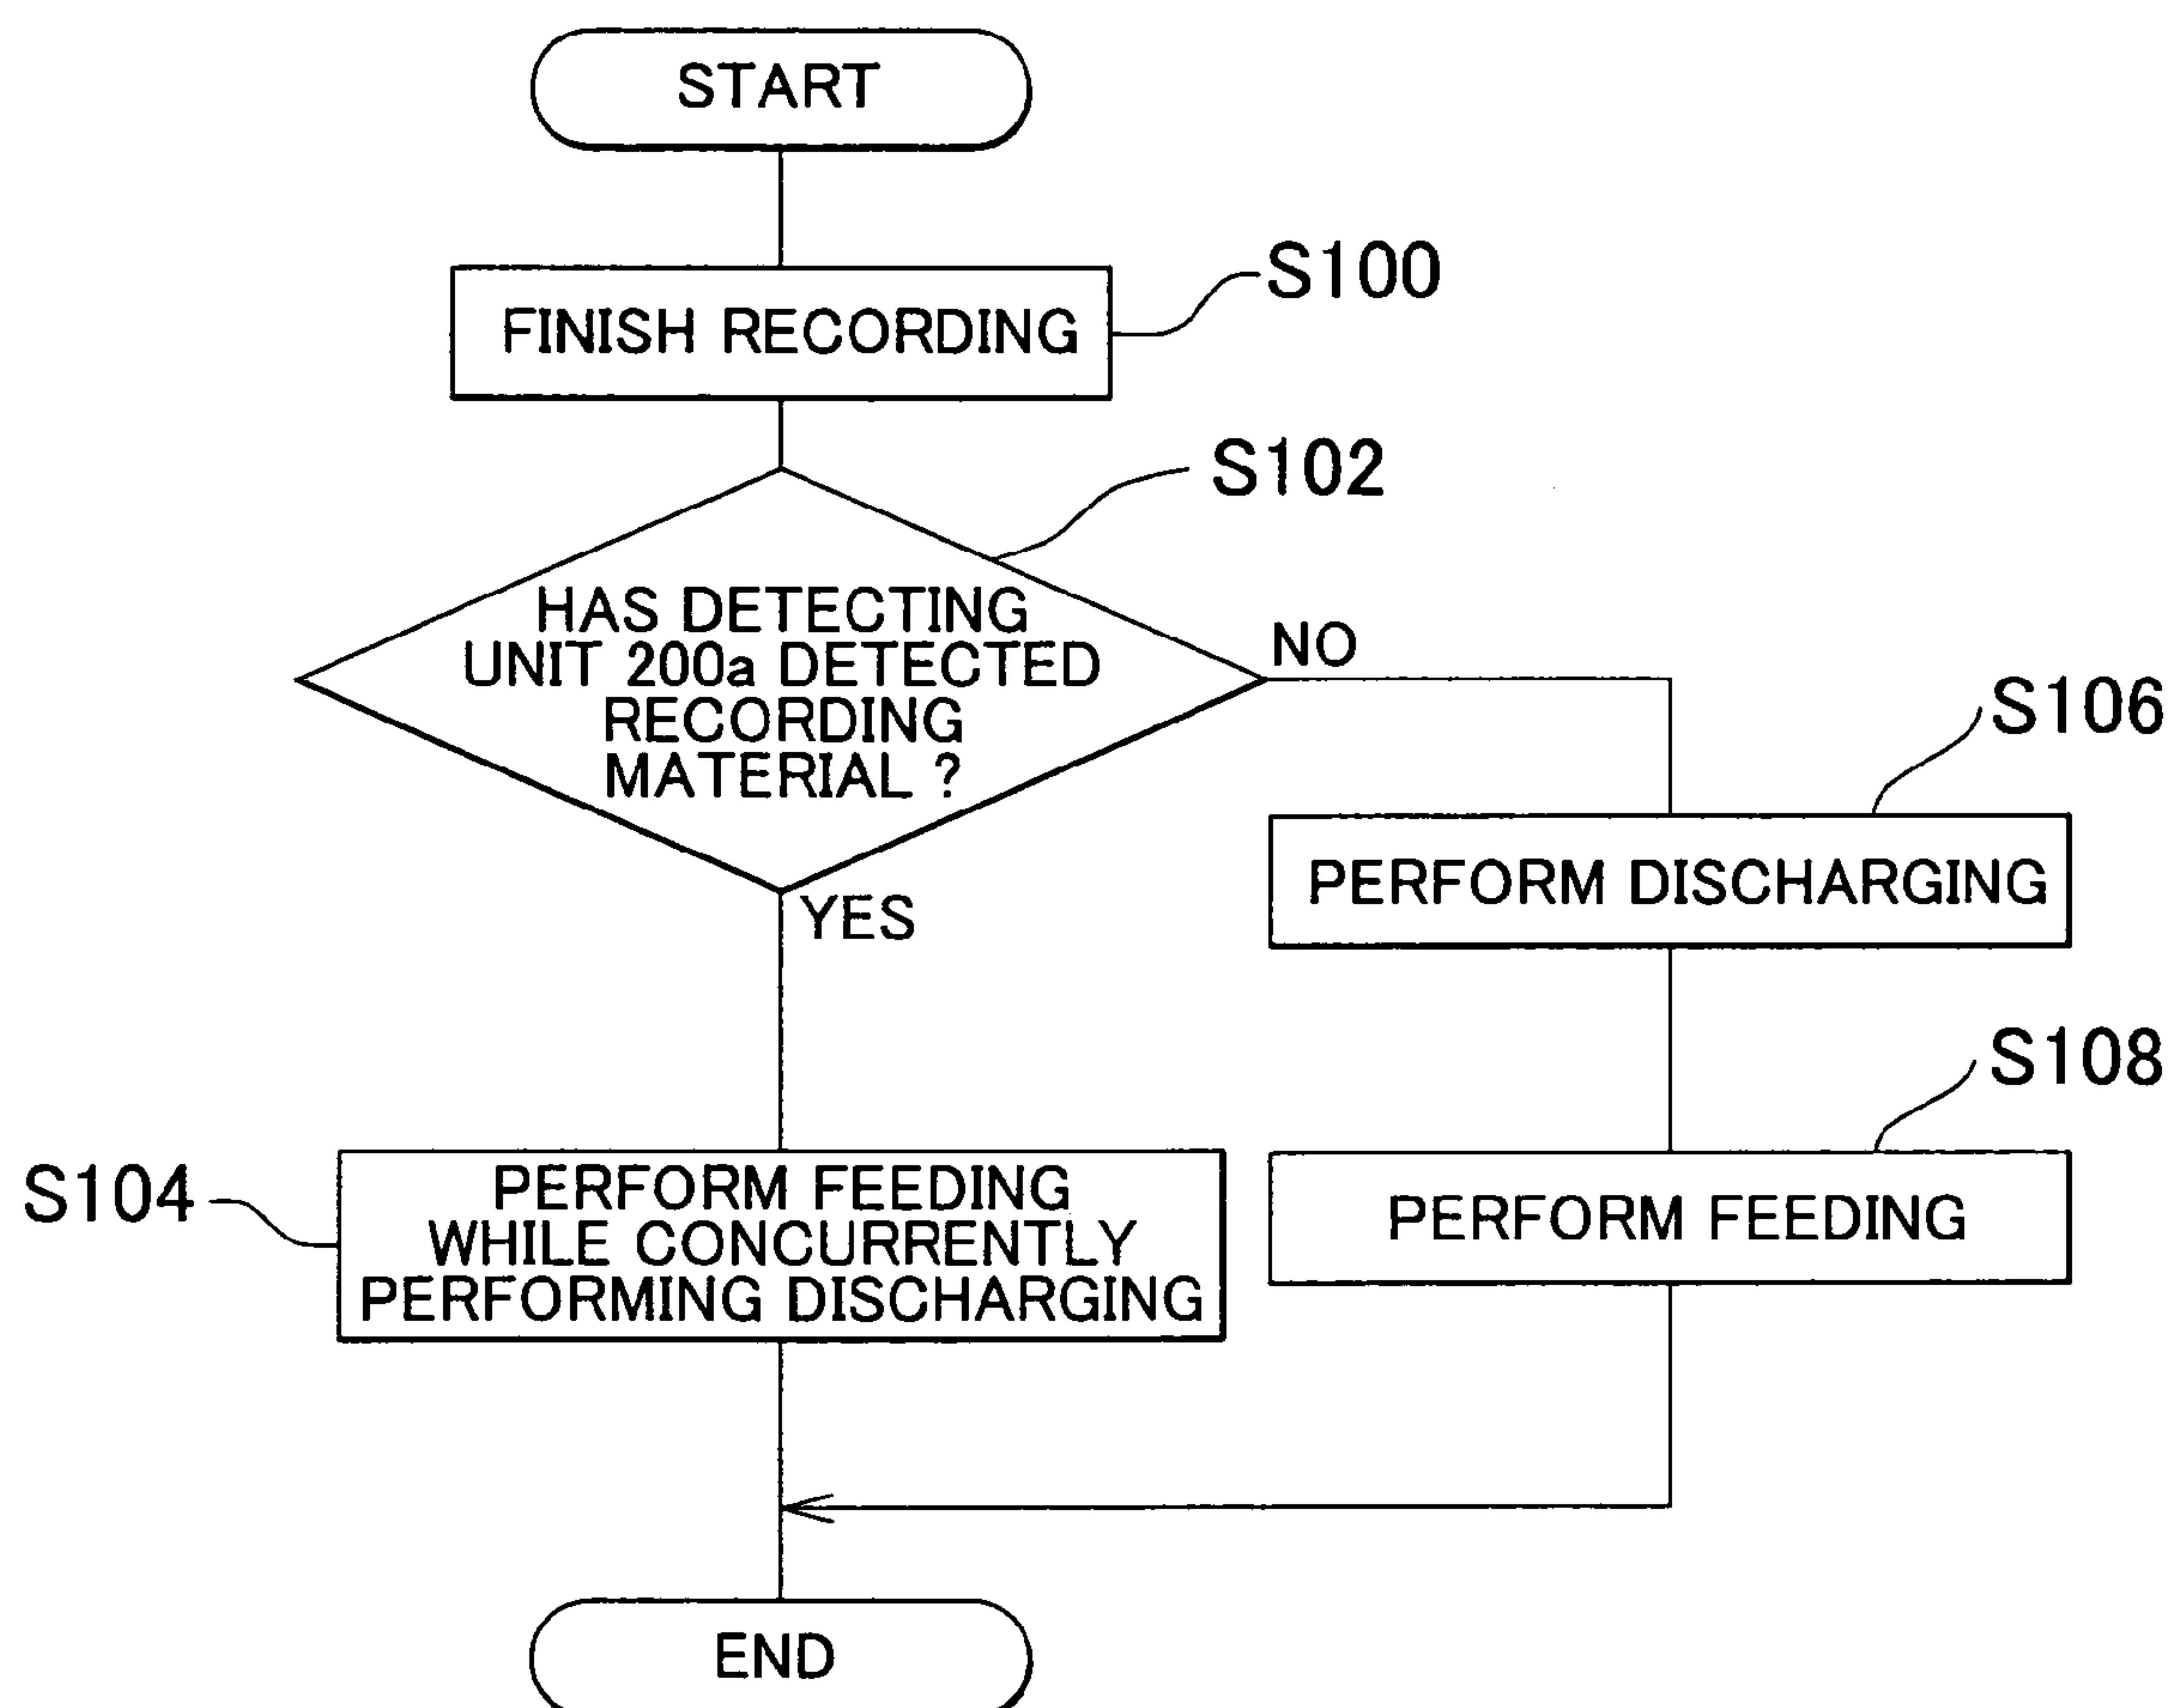 START
FINISH RECORDING
S100
S102
HAS DETECTING
UNIT 200a DETECTED
RECORDING
MATERIAL ?
NO
YES
S106
PERFORM DISCHARGING
S108
PERFORM FEEDING
S104
PERFORM FEEDING
WHILE CONCURRENTLY
PERFORMING DISCHARGING
END